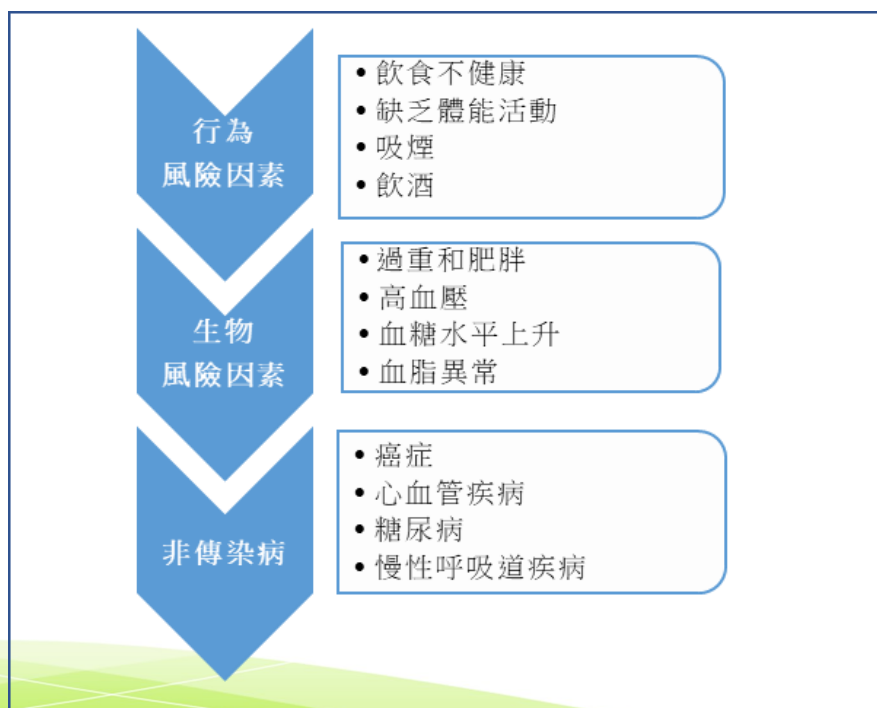 行為
風險因素
• 飲食不健康
• 缺乏體能活動
• 吸煙
• 飲酒
生物
風險因素
• 過重和肥胖
• 高血壓
• 血糖水平上升
• 血脂異常
非傳染病
• 癌症
• 心血管疾病
• 糖尿病
• 慢性呼吸道疾病